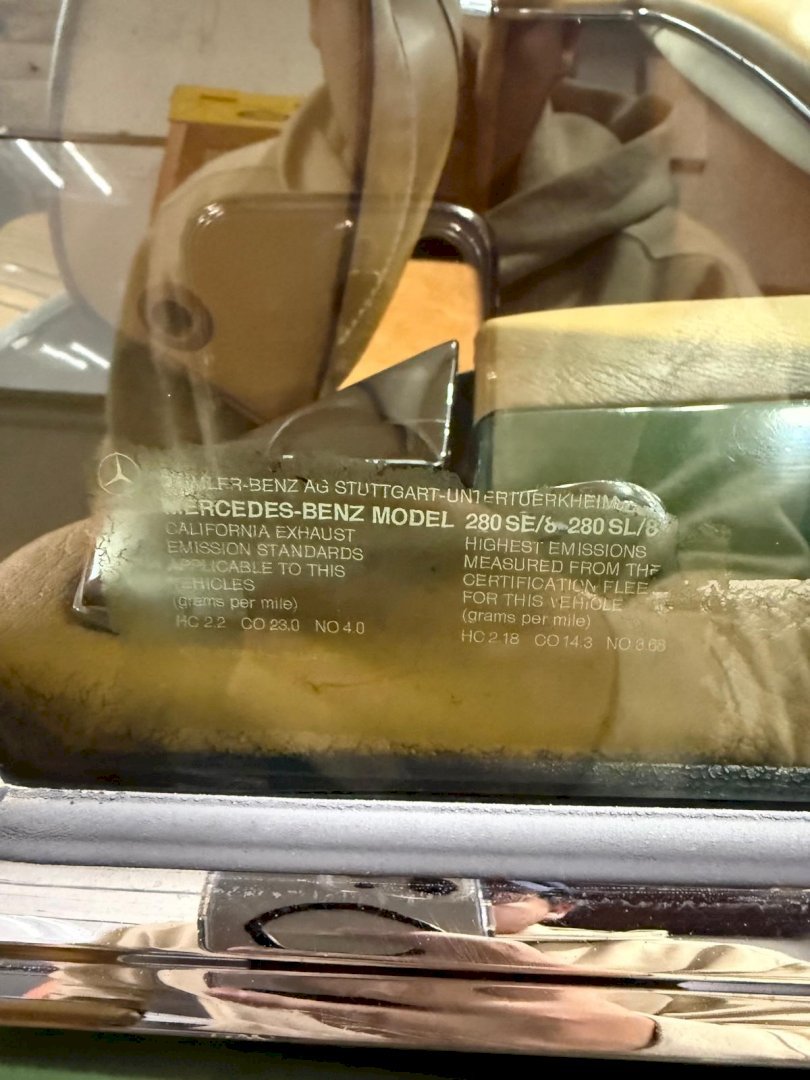 DAIMLER-BENZ AG STUTTGART-UNTERTUERKHEIM
MERCEDES-BENZ MODEL 280 SE/8 280 SL/8
CALIFORNIA EXHAUST
EMISSION STANDARDS
APPLICABLE TO THIS
VEHICLES
(grams per mile)
HC 2.2 CO 23.0 NO 4.0
HIGHEST EMISSIONS
MEASURED FROM THE
CERTIFICATION FLEE
FOR THIS VEHICLE
(grams per mile)
HC 2.18 CO 14.3 NO 3.68